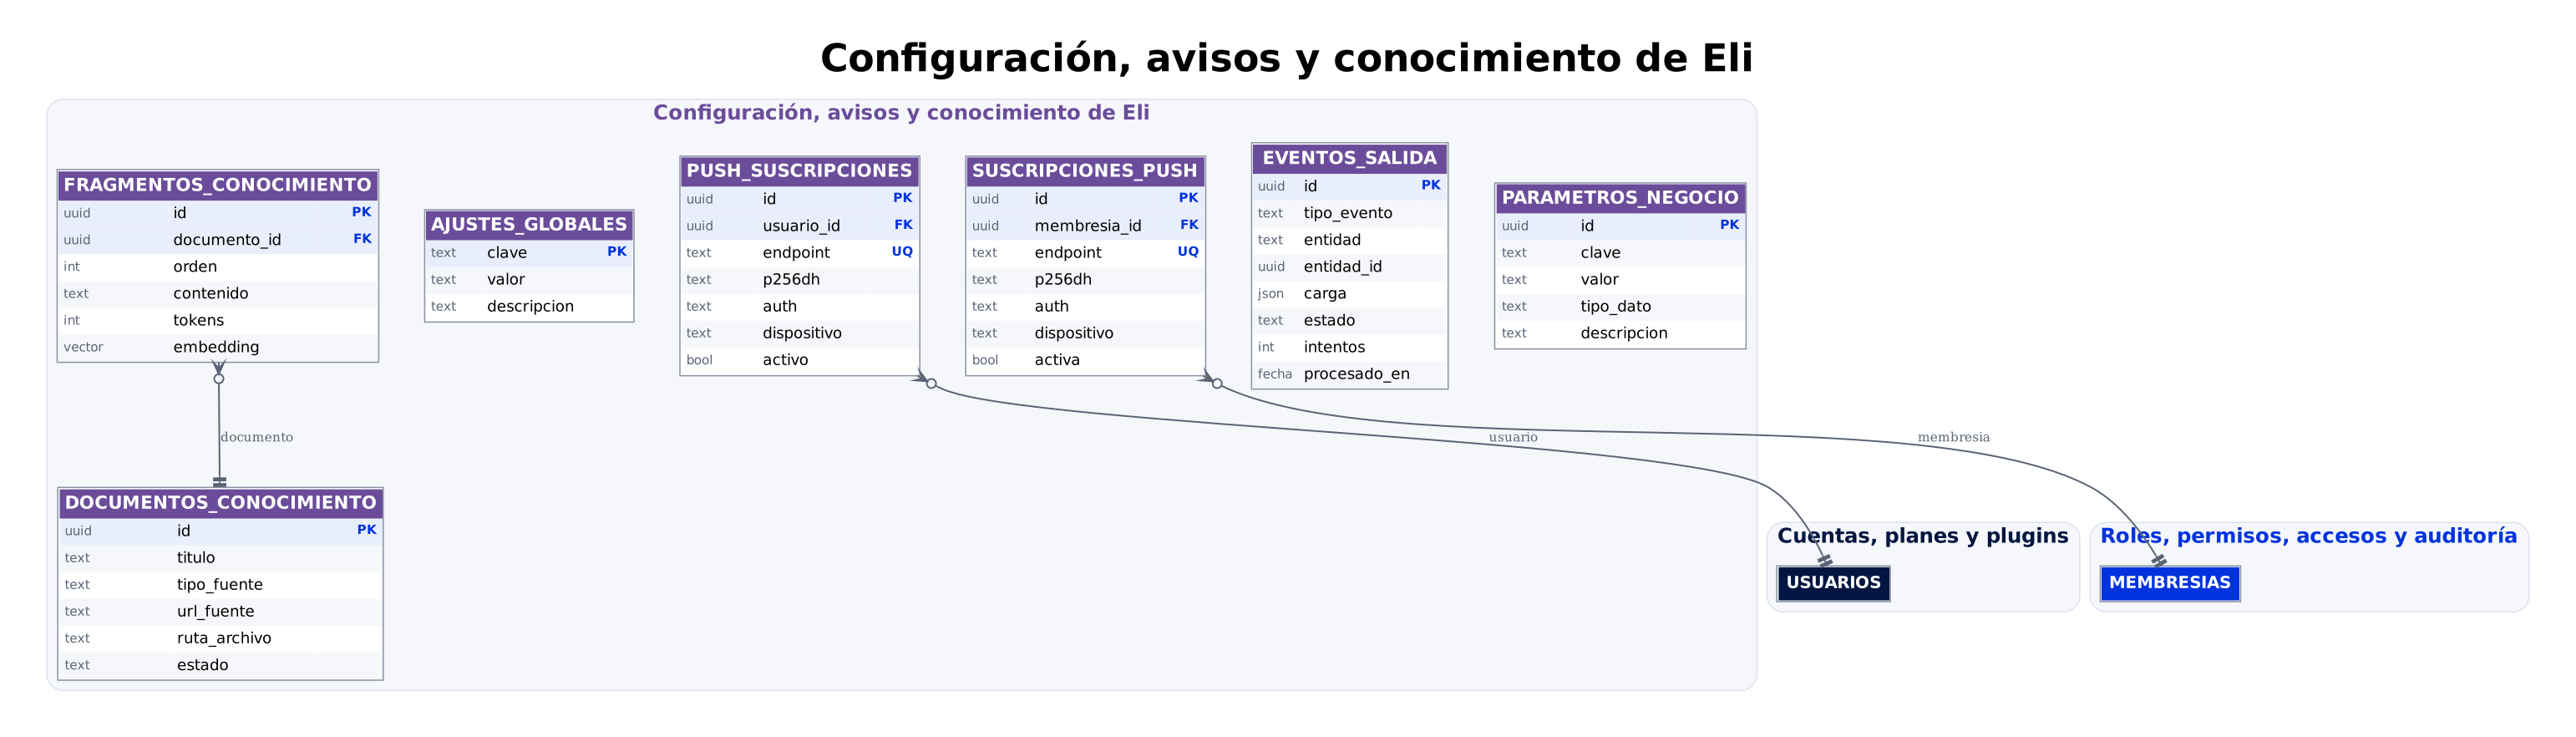 Configuración, avisos y conocimiento de Eli
Configuración, avisos y conocimiento de Eli
FRAGMENTOS_CONOCIMIENTO
uuid id PK
uuid documento_id FK
int orden
text contenido
int tokens
vector embedding
AJUSTES_GLOBALES
text clave PK
text valor
text descripcion
PUSH_SUSCRIPCIONES
uuid id PK
uuid usuario_id FK
text endpoint UQ
text p256dh
text auth
text dispositivo
bool activo
SUSCRIPCIONES_PUSH
uuid id PK
uuid membresia_id FK
text endpoint UQ
text p256dh
text auth
text dispositivo
bool activa
EVENTOS_SALIDA
uuid id PK
text tipo_evento
text entidad
uuid entidad_id
json carga
text estado
int intentos
fecha procesado_en
PARAMETROS_NEGOCIO
uuid id PK
text clave
text valor
text tipo_dato
text descripcion
documento
usuario
membresia
DOCUMENTOS_CONOCIMIENTO
uuid id PK
text titulo
text tipo_fuente
text url_fuente
text ruta_archivo
text estado
Cuentas, planes y plugins
USUARIOS
Roles, permisos, accesos y auditoría
MEMBRESIAS